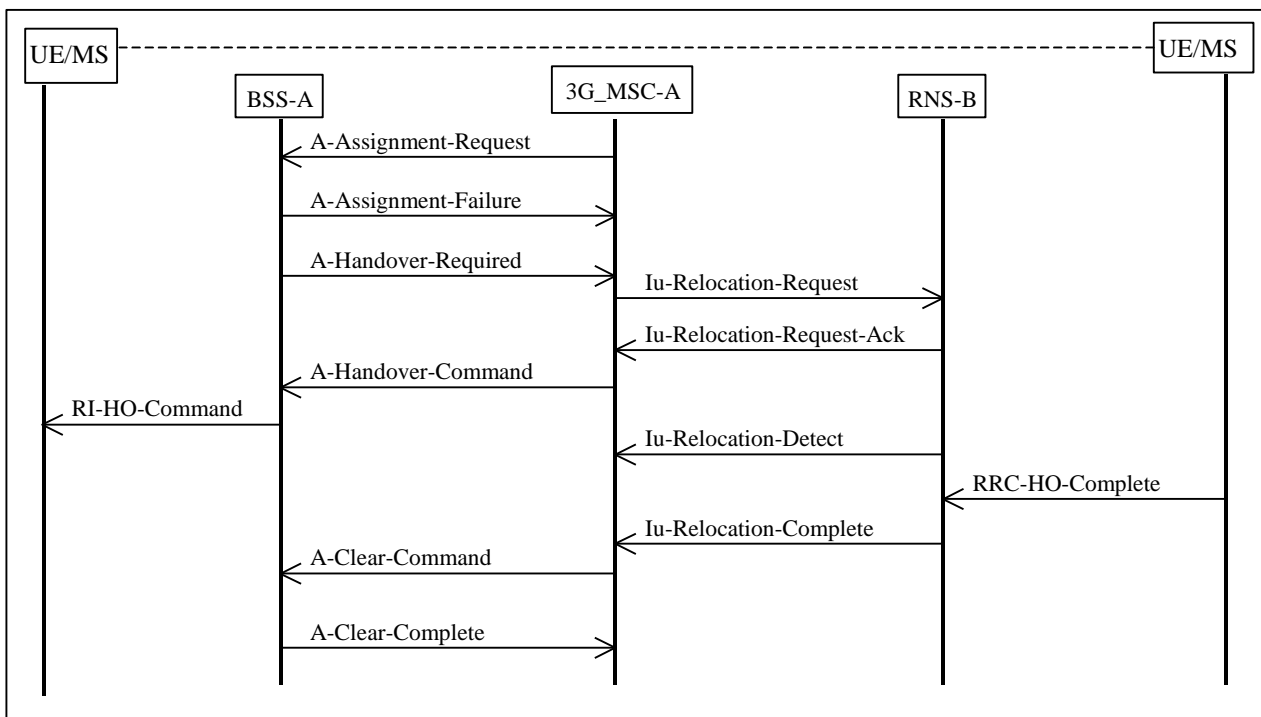 UE/MS
UE/MS
BSS-A
3G_MSC-A
RNS-B
A-Assignment-Request
A-Assignment-Failure
A-Handover-Required
Iu-Relocation-Request
Iu-Relocation-Request-Ack
A-Handover-Command
RI-HO-Command
Iu-Relocation-Detect
RRC-HO-Complete
Iu-Relocation-Complete
A-Clear-Command
A-Clear-Complete